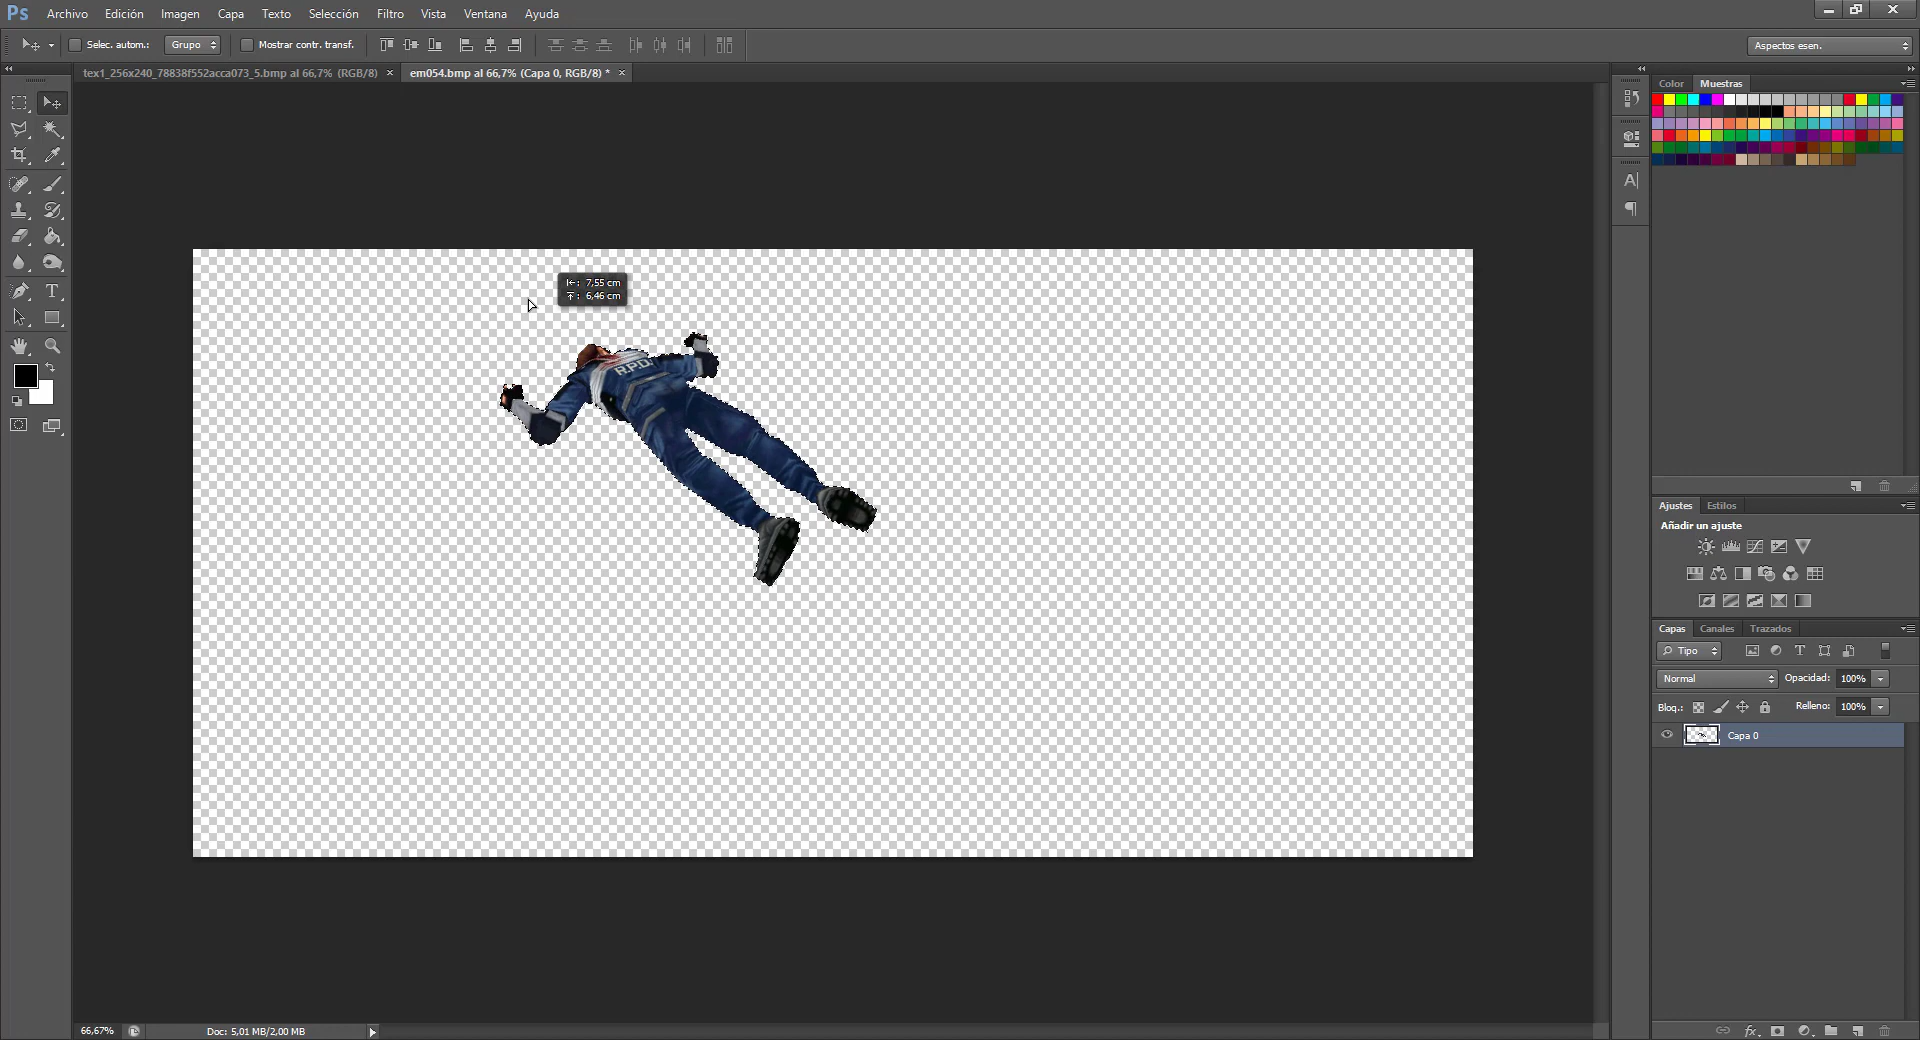 Ps Archivo Edición Imagen Capa Texto Selección Filtro Vista Ventana Ayuda
Selec. autom.: Grupo Mostrar contr. transf. Aspectos esen.
tex1_256x240_78838f552acca073_5.bmp al 66,7% (RGB/8) × em054.bmp al 66,7% (Capa 0, RGB/8) * ×
Color Muestras
7,55 cm
6,46 cm
R.P.D.
Ajustes Estilos
Añadir un ajuste
Capas Canales Trazados
Tipo
Normal Opacidad: 100%
Bloq.: Relleno: 100%
Capa 0
66,67% Doc: 5,01 MB/2,00 MB
fx